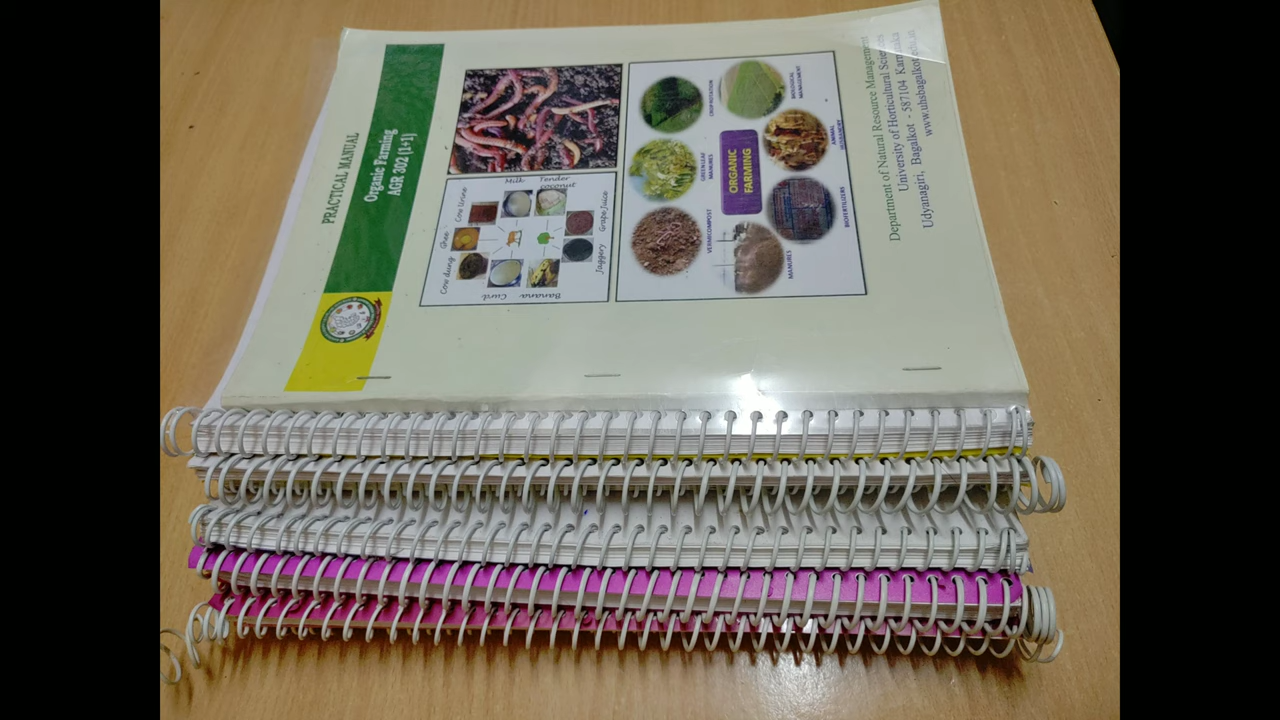 PRACTICAL MANUAL
Organic Farming
AGR 302 (1+1)
Cow dung
Ghee
Cow Urine
Milk
Tender coconut
Grape Juice
Jaggery
Banana
Curd
ORGANIC
FARMING
CROP ROTATION
BIOLOGICAL
MANAGEMENT
GREEN LEAF
MANURES
ANIMAL
HUSBANDRY
VERMICOMPOST
BIOFERTILIZERS
MANURES
Department of Natural Resource Management
University of Horticultural Sciences
Udyanagiri, Bagalkot - 587104 Karnataka
www.uhsbagalkot.edu.in